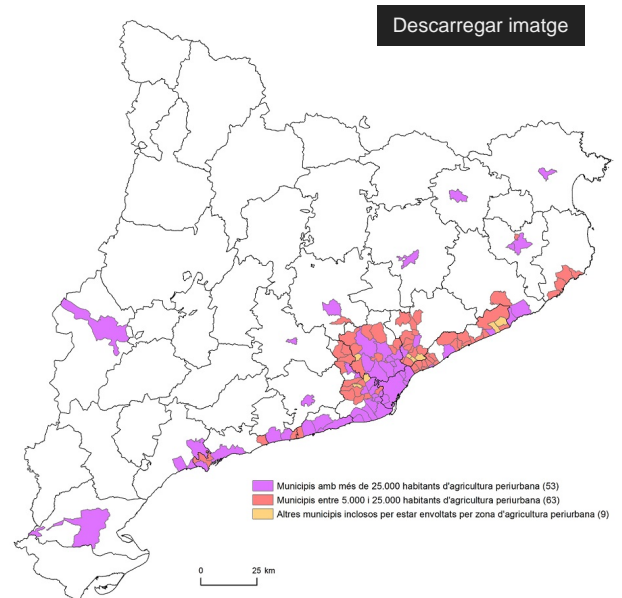 Descarregar imatge
Municipis amb més de 25.000 habitants d'agricultura periurbana (53)
Municipis entre 5.000 i 25.000 habitants d'agricultura periurbana (63)
Altres municipis inclosos per estar envoltats per zona d'agricultura periurbana (9)
0 25 km